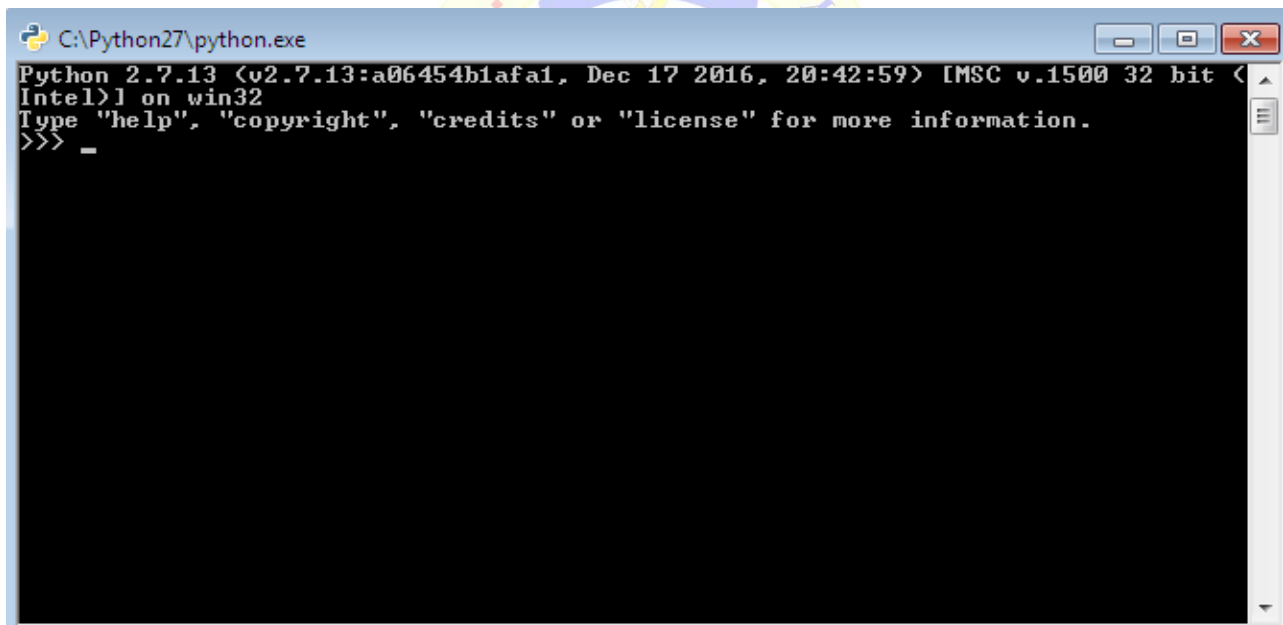 C:\Python27\python.exe
Python 2.7.13 (v2.7.13:a06454b1afa1, Dec 17 2016, 20:42:59) [MSC v.1500 32 bit (
Intel)] on win32
Type "help", "copyright", "credits" or "license" for more information.
>>> _